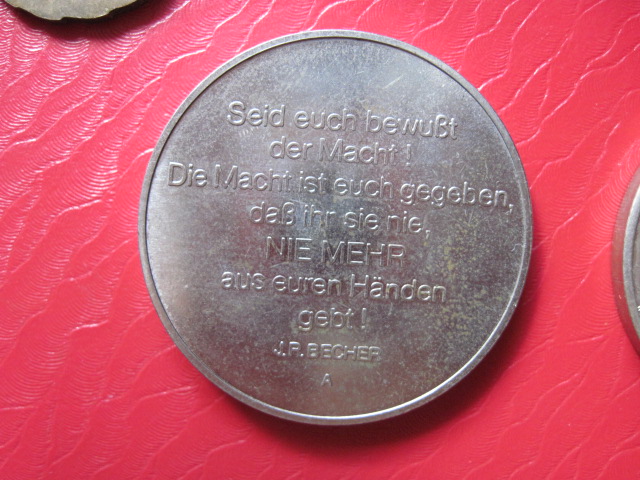 Seid euch bewußt
der Macht !
Die Macht ist euch gegeben,
daß ihr sie nie,
NIE MEHR
aus euren Händen
gebt !
J. R. BECHER
A